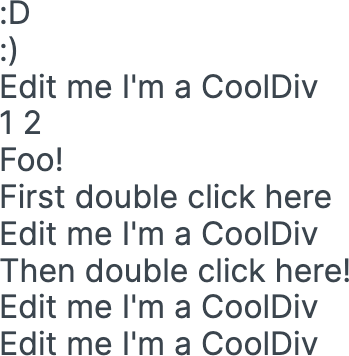 :D
:)
Edit me I'm a CoolDiv
1 2
Foo!
First double click here
Edit me I'm a CoolDiv
Then double click here!
Edit me I'm a CoolDiv
Edit me I'm a CoolDiv